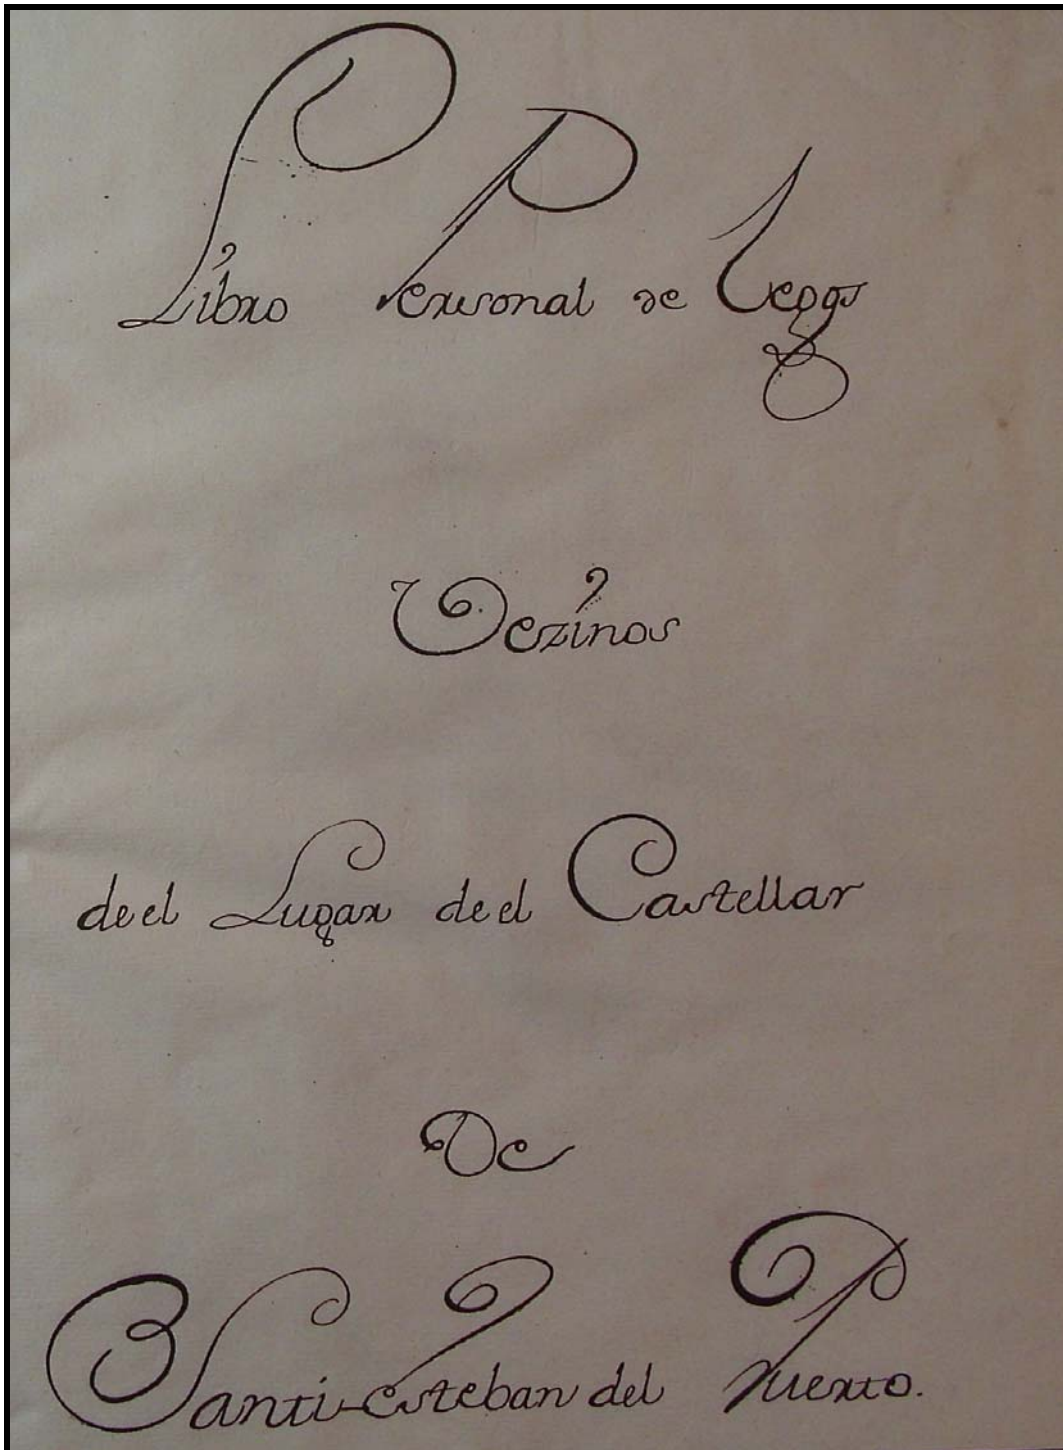 Libro Personal de Legos
Vezinos
de el Lugar de el Castellar
De
Santi-Esteban del Puerto.